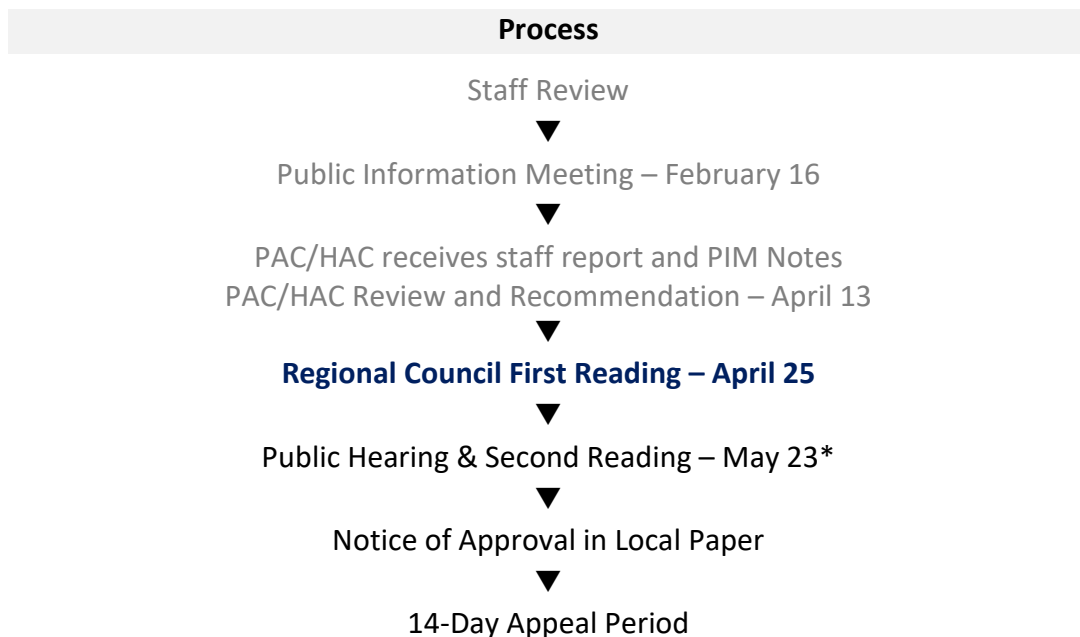 Process
Staff Review
Public Information Meeting – February 16
PAC/HAC receives staff report and PIM Notes
PAC/HAC Review and Recommendation – April 13
Regional Council First Reading – April 25
Public Hearing & Second Reading – May 23*
Notice of Approval in Local Paper
14-Day Appeal Period